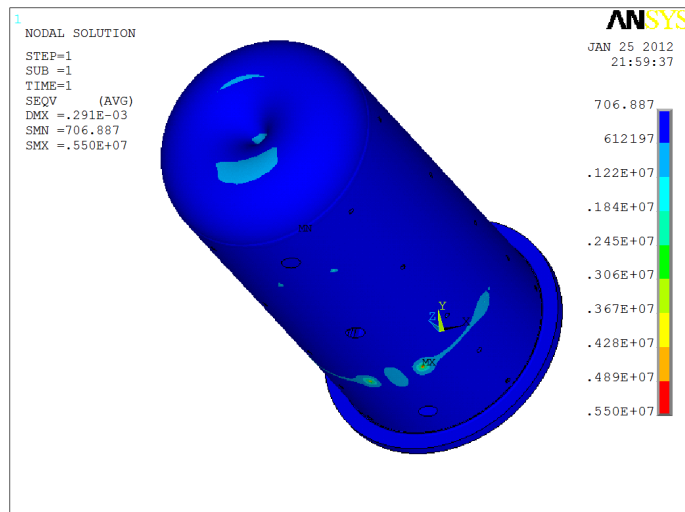 1
NODAL SOLUTION
STEP=1
SUB =1
TIME=1
SEQV (AVG)
DMX =.291E-03
SMN =706.887
SMX =.550E+07
ANSYS
JAN 25 2012
21:59:37
706.887
612197
.122E+07
.184E+07
.245E+07
.306E+07
.367E+07
.428E+07
.489E+07
.550E+07
MN
Y
Z
X
MX